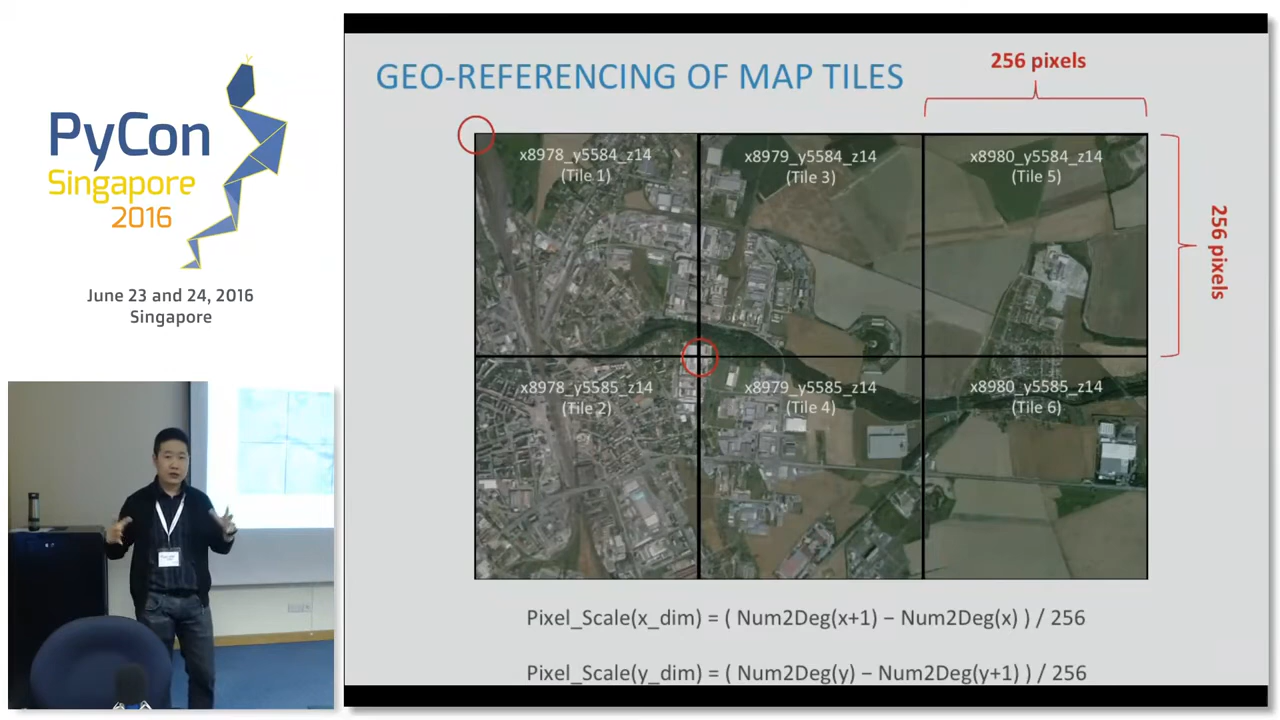 PyCon
Singapore
2016
June 23 and 24, 2016
Singapore
GEO-REFERENCING OF MAP TILES
256 pixels
x8978_y5584_z14
(Tile 1)
x8979_y5584_z14
(Tile 3)
x8980_y5584_z14
(Tile 5)
256 pixels
x8978_y5585_z14
(Tile 2)
x8979_y5585_z14
(Tile 4)
x8980_y5585_z14
(Tile 6)
Pixel_Scale(x_dim) = ( Num2Deg(x+1) – Num2Deg(x) ) / 256
Pixel_Scale(y_dim) = ( Num2Deg(y) – Num2Deg(y+1) ) / 256